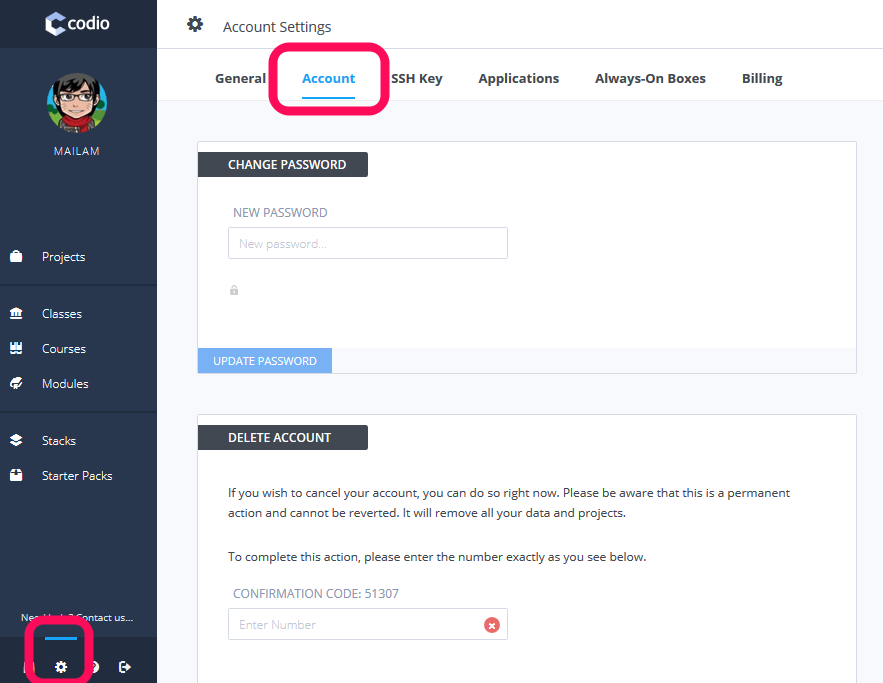 codio
MAILAM
Projects
Classes
Courses
Modules
Stacks
Starter Packs
Contact us...
Account Settings
General
Account
SSH Key
Applications
Always-On Boxes
Billing
CHANGE PASSWORD
NEW PASSWORD
New password...
UPDATE PASSWORD
DELETE ACCOUNT
If you wish to cancel your account, you can do so right now. Please be aware that this is a permanent
action and cannot be reverted. It will remove all your data and projects.
To complete this action, please enter the number exactly as you see below.
CONFIRMATION CODE: 51307
Enter Number